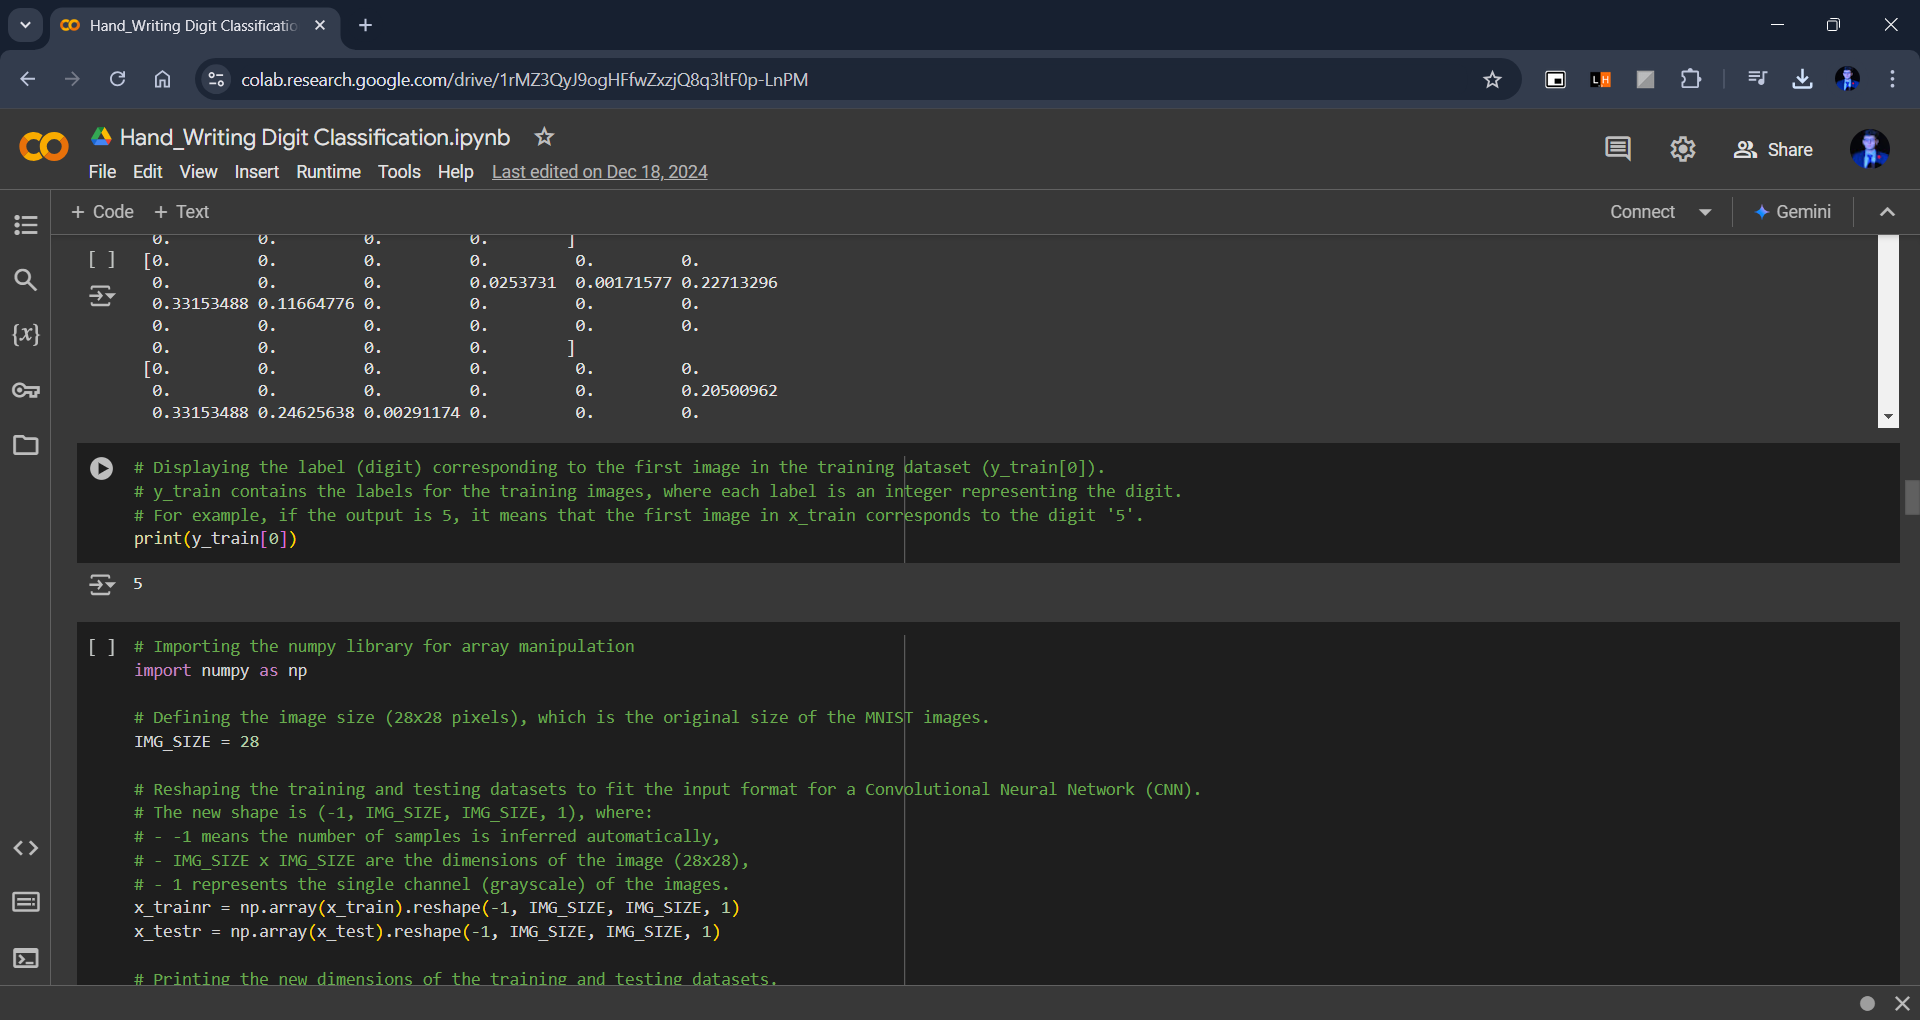 Hand_Writing Digit Classificatio
colab.research.google.com/drive/1rMZ3QyJ9ogHFfwZxzjQ8q3ltF0p-LnPM
LH
CO Hand_Writing Digit Classification.ipynb
Share
File Edit View Insert Runtime Tools Help Last edited on Dec 18, 2024
+ Code + Text Connect Gemini
0. 0. 0. 0. ]
[ ] [0. 0. 0. 0. 0. 0.
0. 0. 0. 0.0253731 0.00171577 0.22713296
0.33153488 0.11664776 0. 0. 0. 0.
0. 0. 0. 0. 0. 0.
0. 0. 0. 0. ]
[0. 0. 0. 0. 0. 0.
0. 0. 0. 0. 0. 0.20500962
0.33153488 0.24625638 0.00291174 0. 0. 0.
{x}
# Displaying the label (digit) corresponding to the first image in the training dataset (y_train[0]).
# y_train contains the labels for the training images, where each label is an integer representing the digit.
# For example, if the output is 5, it means that the first image in x_train corresponds to the digit '5'.
print(y_train[0])
5
[ ] # Importing the numpy library for array manipulation
import numpy as np
# Defining the image size (28x28 pixels), which is the original size of the MNIST images.
IMG_SIZE = 28
# Reshaping the training and testing datasets to fit the input format for a Convolutional Neural Network (CNN).
# The new shape is (-1, IMG_SIZE, IMG_SIZE, 1), where:
# - -1 means the number of samples is inferred automatically,
# - IMG_SIZE x IMG_SIZE are the dimensions of the image (28x28),
# - 1 represents the single channel (grayscale) of the images.
x_trainr = np.array(x_train).reshape(-1, IMG_SIZE, IMG_SIZE, 1)
x_testr = np.array(x_test).reshape(-1, IMG_SIZE, IMG_SIZE, 1)
# Printing the new dimensions of the training and testing datasets.